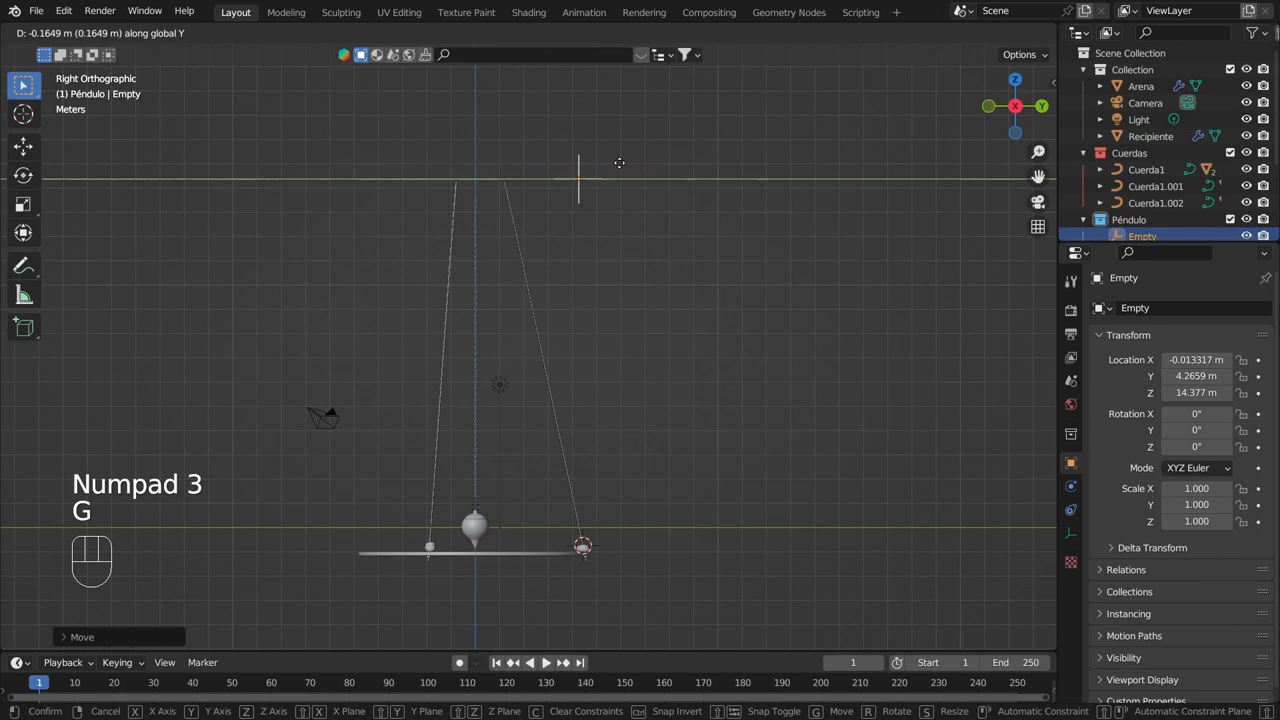 File Edit Render Window Help
Layout Modeling Sculpting UV Editing Texture Paint Shading Animation Rendering Compositing Geometry Nodes Scripting +
Scene
ViewLayer
D: -0.1649 m (0.1649 m) along global Y
Options
Right Orthographic
(1) Péndulo | Empty
Meters
Z
Y
X
Numpad 3
G
Move
Scene Collection
Collection
Arena
Camera
Light
Recipiente
Cuerdas
Cuerda1 2
Cuerda1.001
Cuerda1.002
Péndulo
Empty
Empty
Empty
Transform
Location X -0.013317 m
Y 4.2659 m
Z 14.377 m
Rotation X 0°
Y 0°
Z 0°
Mode XYZ Euler
Scale X 1.000
Y 1.000
Z 1.000
Delta Transform
Relations
Collections
Instancing
Motion Paths
Visibility
Viewport Display
Custom Properties
Playback Keying View Marker
1 Start 1 End 250
1 10 20 30 40 50 60 70 80 90 100 110 120 130 140 150 160 170 180 190 200 210 220 230 240 250
Confirm Cancel X X Axis Y Y Axis Z Z Axis X X Plane Y Y Plane Z Z Plane C Clear Constraints Snap Invert Snap Toggle G Move R Rotate S Resize Automatic Constraint Automatic Constraint Plane